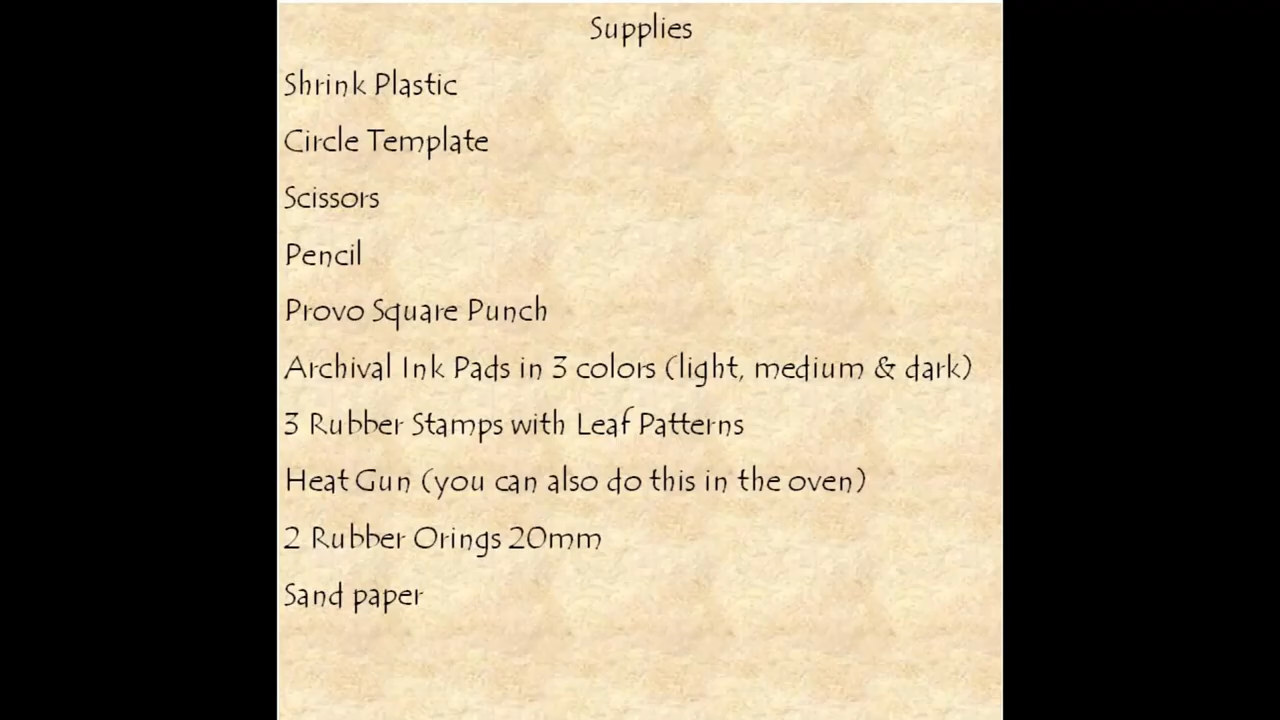 Supplies
Shrink Plastic
Circle Template
Scissors
Pencil
Provo Square Punch
Archival Ink Pads in 3 colors (light, medium & dark)
3 Rubber Stamps with Leaf Patterns
Heat Gun (you can also do this in the oven)
2 Rubber Orings 20mm
Sand paper